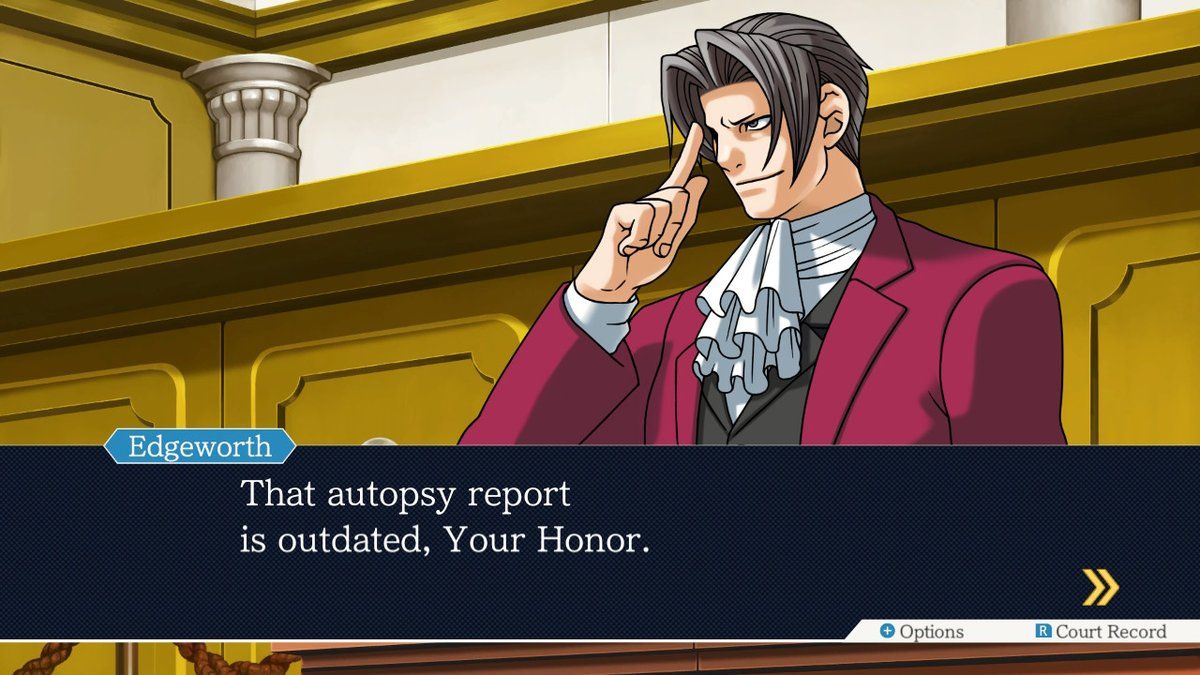 Edgeworth
That autopsy report
is outdated, Your Honor.
+ Options
R Court Record